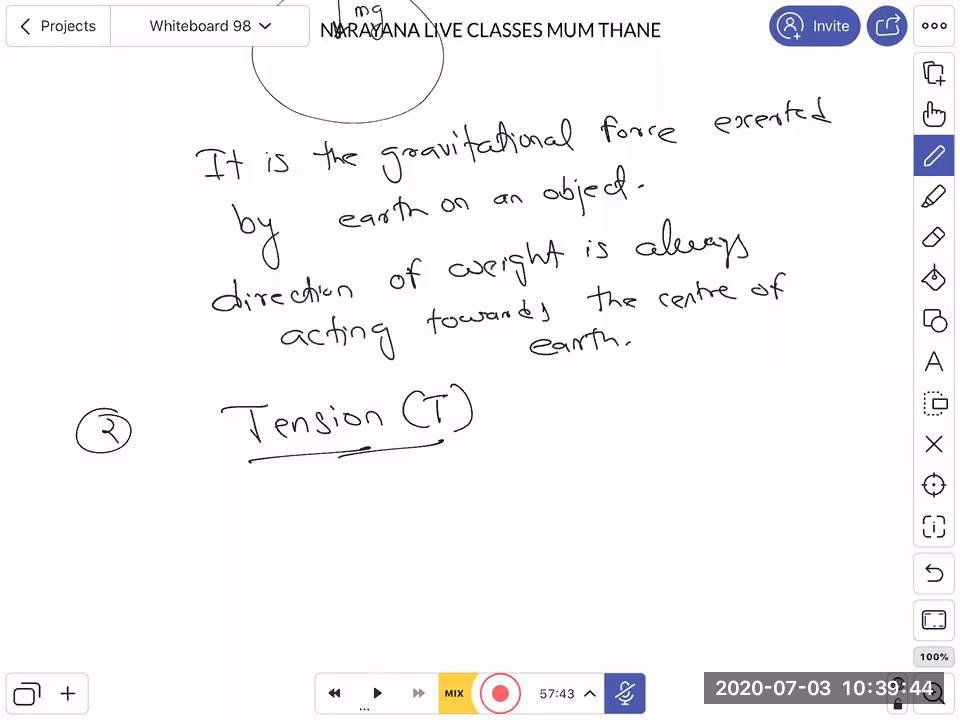 Projects
Whiteboard 98
mg
NARAYANA LIVE CLASSES MUM THANE
Invite
It is the gravitational force exerted
by earth on an object.
direction of weight is always
acting towards the centre of
earth.
2 Tension (T)
100%
MIX
57:43
2020-07-03 10:39:44